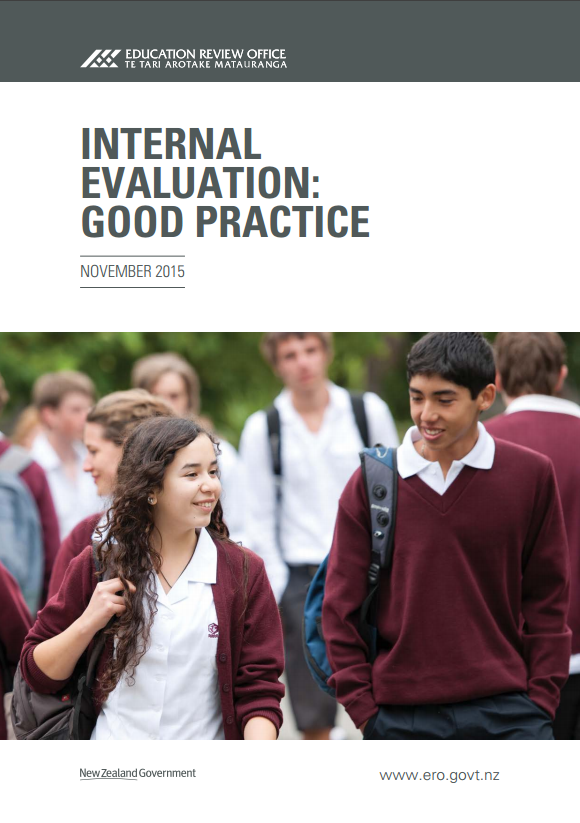 EDUCATION REVIEW OFFICE
TE TARI AROTAKE MATAURANGA
INTERNAL
EVALUATION:
GOOD PRACTICE
NOVEMBER 2015
New Zealand Government
www.ero.govt.nz